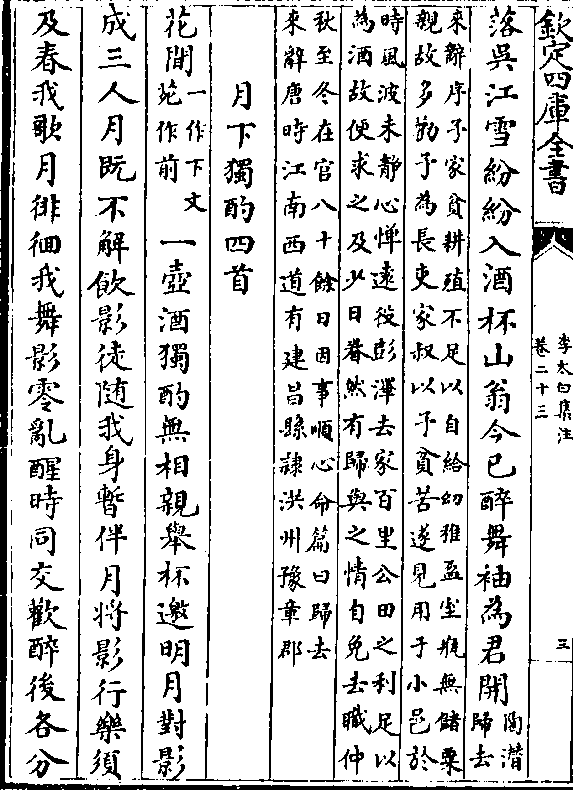 欽定四庫全書
李太白集注
卷二十三
三
落吳江雪紛紛入酒杯山翁今已醉舞袖為君開
陶潛
歸去
來辭序予家貧耕殖不足以自給幼稚盈室瓶無儲粟
親故多勸予為長吏家叔以予貧苦遂見用于小邑於
時風波未靜心憚遠役彭澤去家百里公田之利足以
為酒故便求之及少日眷然有歸與之情自免去職仲
秋至冬在官八十餘日因事順心命篇曰歸去
來辭唐時江南西道有建昌縣隷洪州豫章郡
月下獨酌四首
花間
一作下文
苑作前
一壺酒獨酌無相親舉杯邀明月對影
成三人月既不解飲影徒隨我身暫伴月將影行樂須
及春我歌月徘徊我舞影零亂醒時同交歡醉後各分